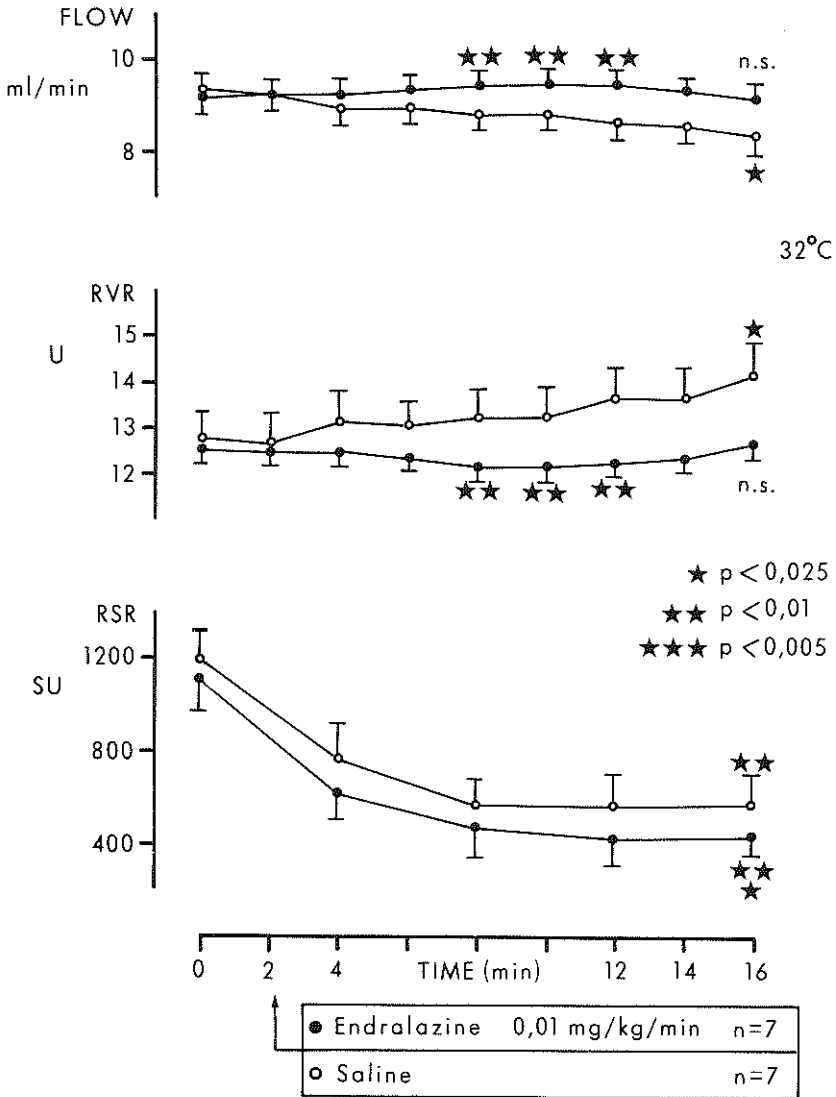 FLOW
ml/min
10
8
n.s.
32°C
RVR
U
15
14
13
12
n.s.
★ p < 0,025
★★ p < 0,01
★★★ p < 0,005
RSR
SU
1200
800
400
0 2 4 TIME (min) 12 14 16
● Endralazine 0,01 mg/kg/min n=7
○ Saline n=7